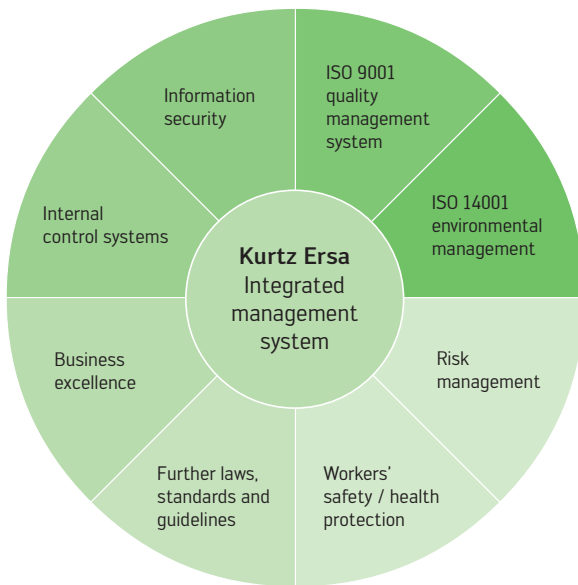 ISO 9001
quality
management
system
ISO 14001
environmental
management
Risk
management
Workers'
safety / health
protection
Further laws,
standards and
guidelines
Business
excellence
Internal
control systems
Information
security
Kurtz Ersa
Integrated
management
system